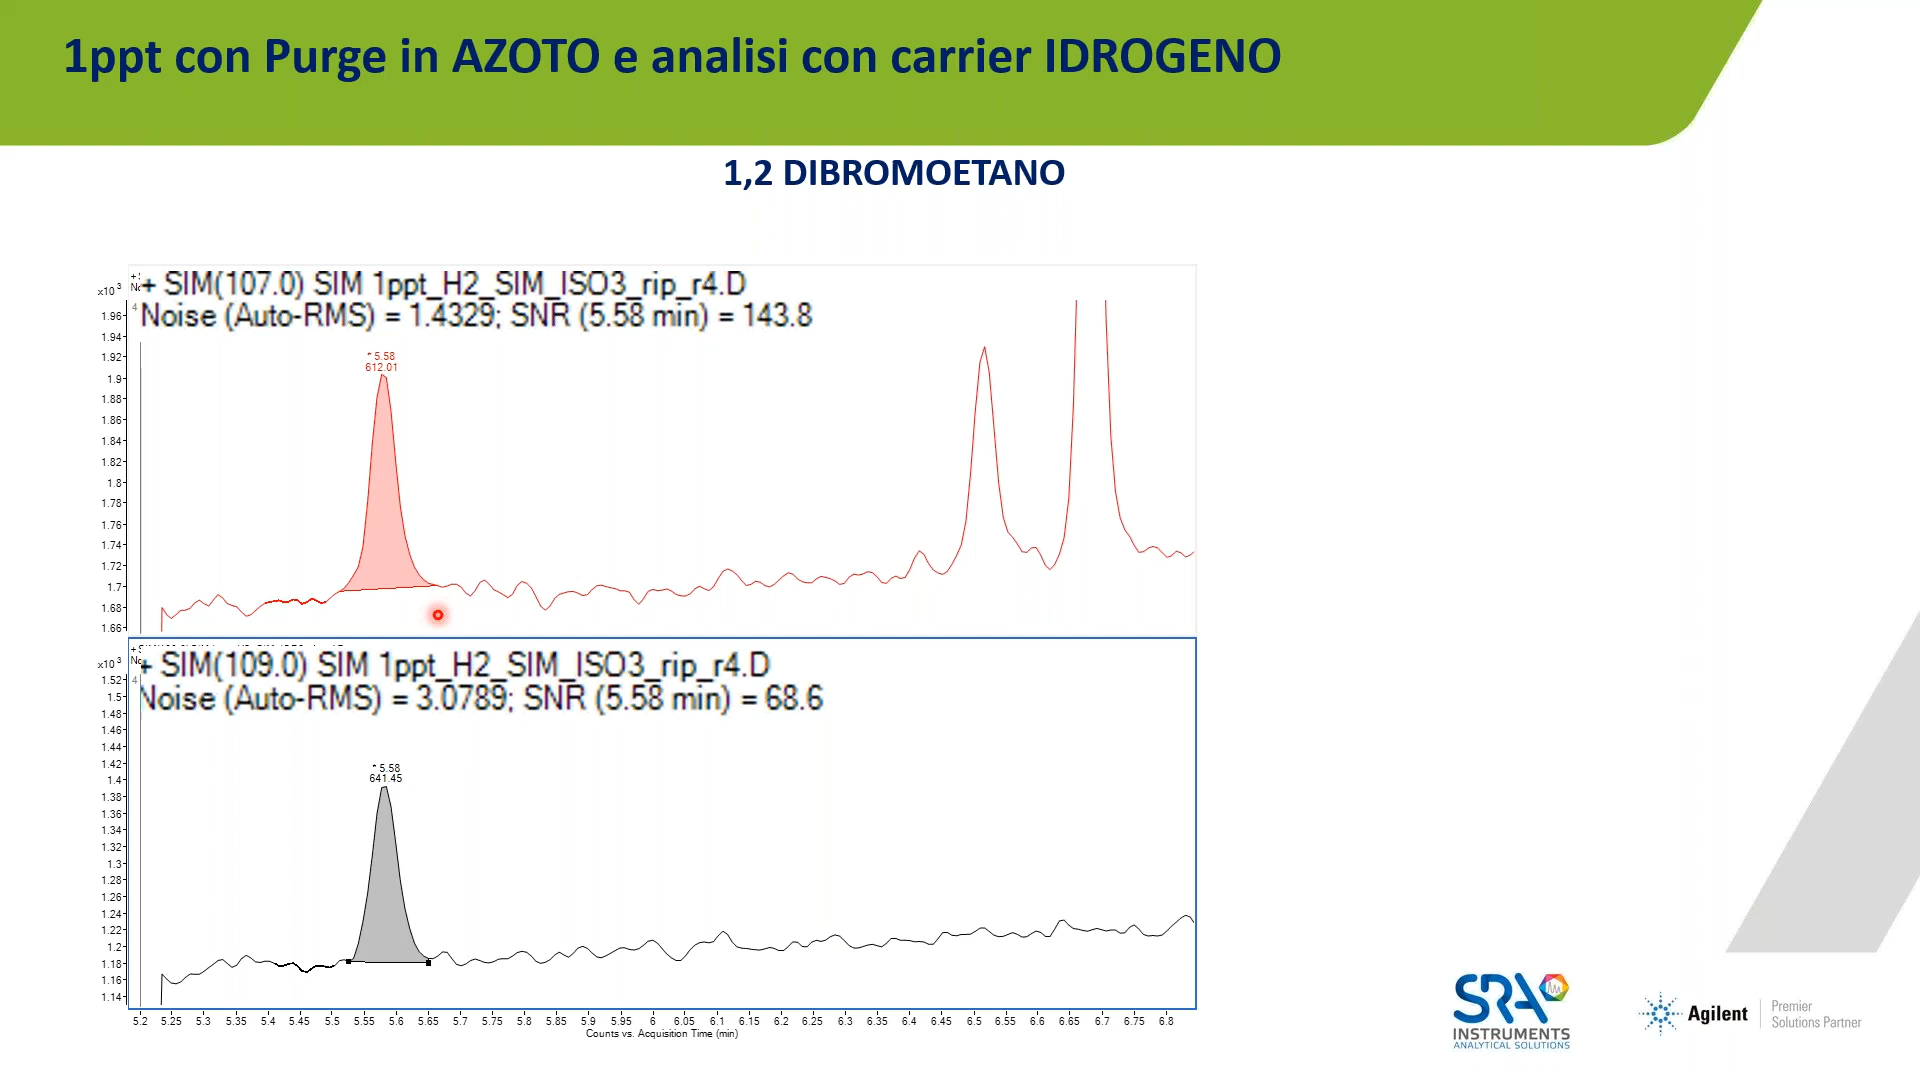 1ppt con Purge in AZOTO e analisi con carrier IDROGENO
1,2 DIBROMOETANO
x10 3
+ SIM(107.0) SIM 1ppt_H2_SIM_ISO3_rip_r4.D
Noise (Auto-RMS) = 1.4329; SNR (5.58 min) = 143.8
* 5.58
612.01
1.96
1.94
1.92
1.9
1.88
1.86
1.84
1.82
1.8
1.78
1.76
1.74
1.72
1.7
1.68
1.66
x10 3
+ SIM(109.0) SIM 1ppt_H2_SIM_ISO3_rip_r4.D
Noise (Auto-RMS) = 3.0789; SNR (5.58 min) = 68.6
* 5.58
641.45
1.52
1.5
1.48
1.46
1.44
1.42
1.4
1.38
1.36
1.34
1.32
1.3
1.28
1.26
1.24
1.22
1.2
1.18
1.16
1.14
5.2 5.25 5.3 5.35 5.4 5.45 5.5 5.55 5.6 5.65 5.7 5.75 5.8 5.85 5.9 5.95 6 6.05 6.1 6.15 6.2 6.25 6.3 6.35 6.4 6.45 6.5 6.55 6.6 6.65 6.7 6.75 6.8
Counts vs. Acquisition Time (min)
SRA
INSTRUMENTS
ANALYTICAL SOLUTIONS
Agilent
Premier
Solutions Partner